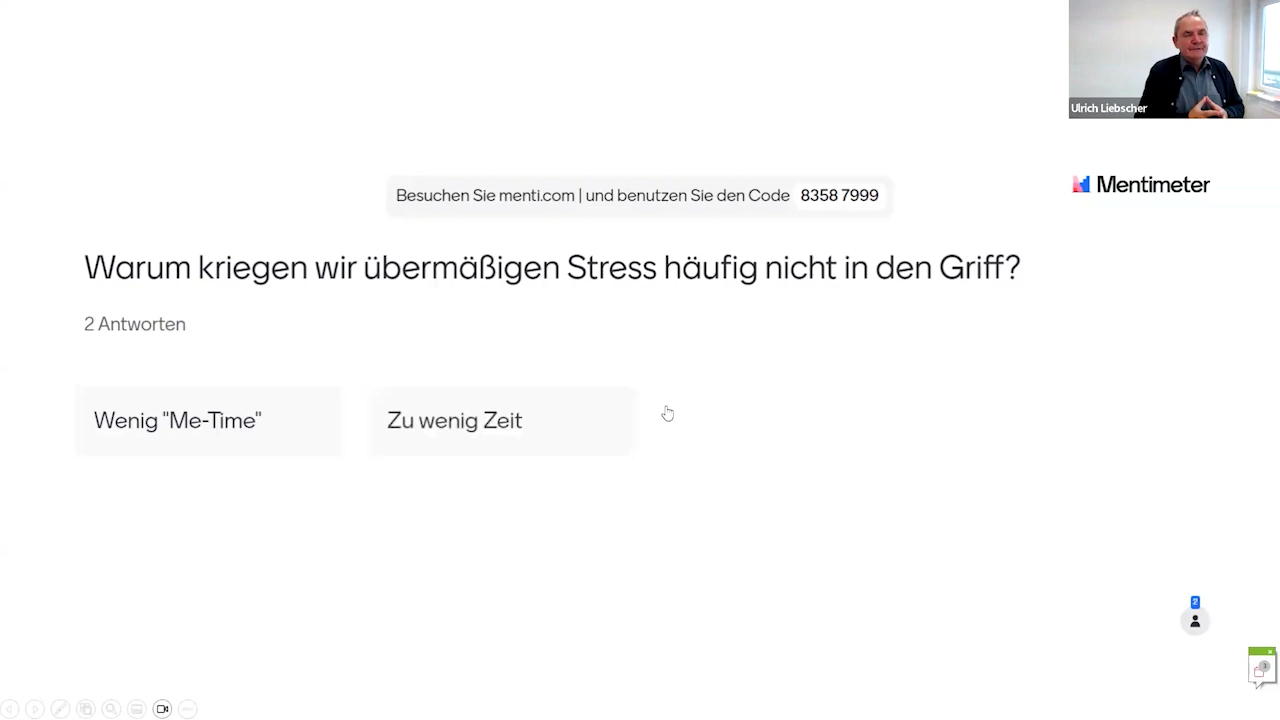 Ulrich Liebscher
Mentimeter
Besuchen Sie menti.com | und benutzen Sie den Code 8358 7999
Warum kriegen wir übermäßigen Stress häufig nicht in den Griff?
2 Antworten
Wenig "Me-Time"
Zu wenig Zeit
2
3